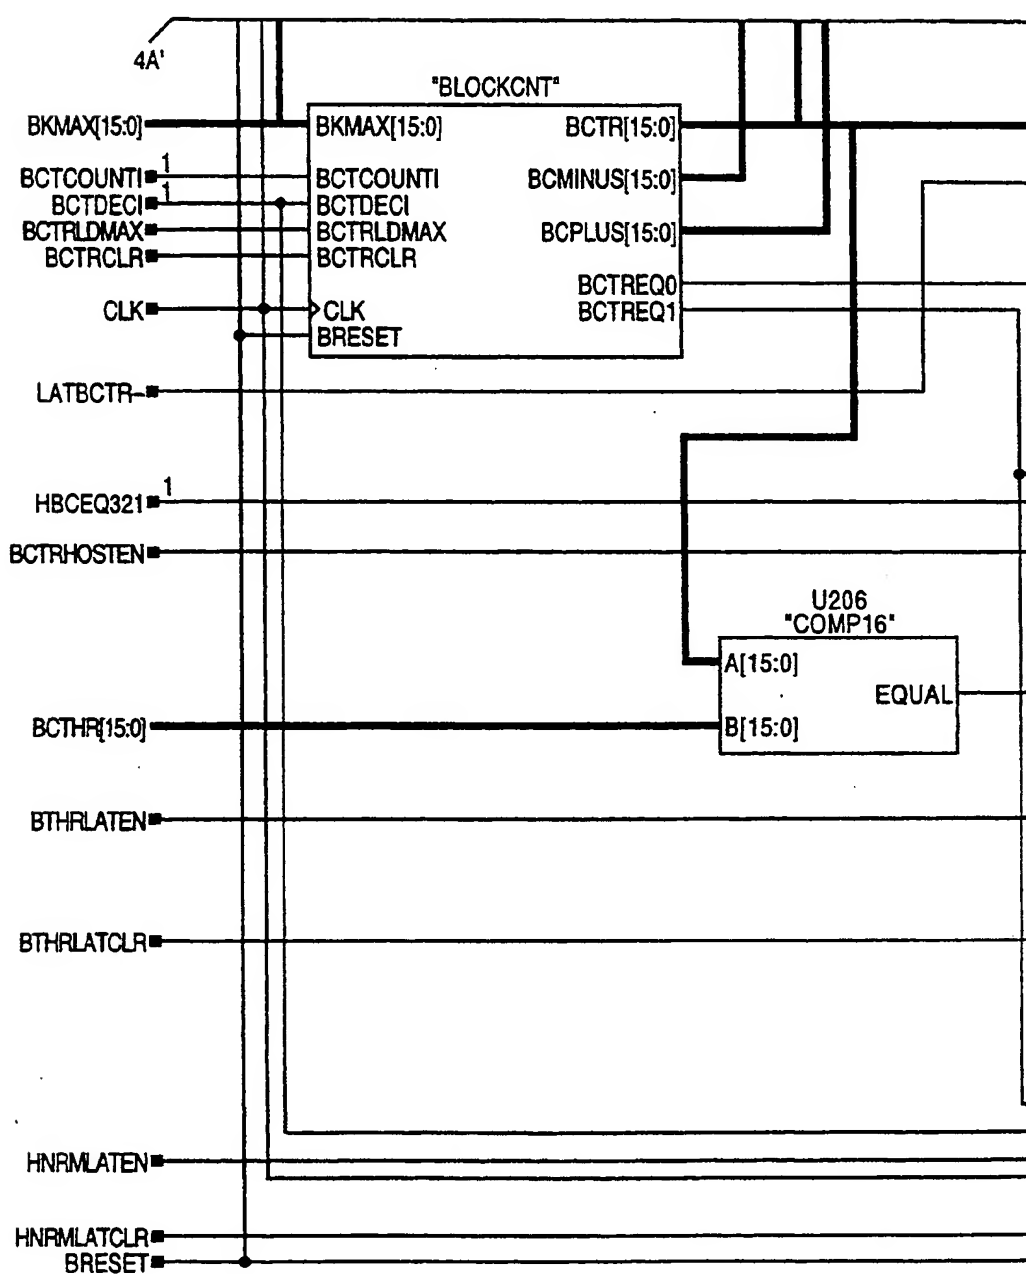 4A'
"BLOCKCNT"
BKMAX[15:0] BKMAX[15:0] BCTR[15:0]
BCTCOUNTI 1 BCTCOUNTI BCMINUS[15:0]
BCTDECI 1 BCTDECI
BCTRLDMAX BCTRLDMAX BCPLUS[15:0]
BCTRCLR BCTRCLR
BCTREQ0
CLK CLK BCTREQ1
BRESET
LATBCTR-
HBCEQ321 1
BCTRHOSTEN
U206
"COMP16"
A[15:0]
EQUAL
BCTHR[15:0] B[15:0]
BTHRLATEN
BTHRLATCLR
HNRMLATEN
HNRMLATCLR
BRESET